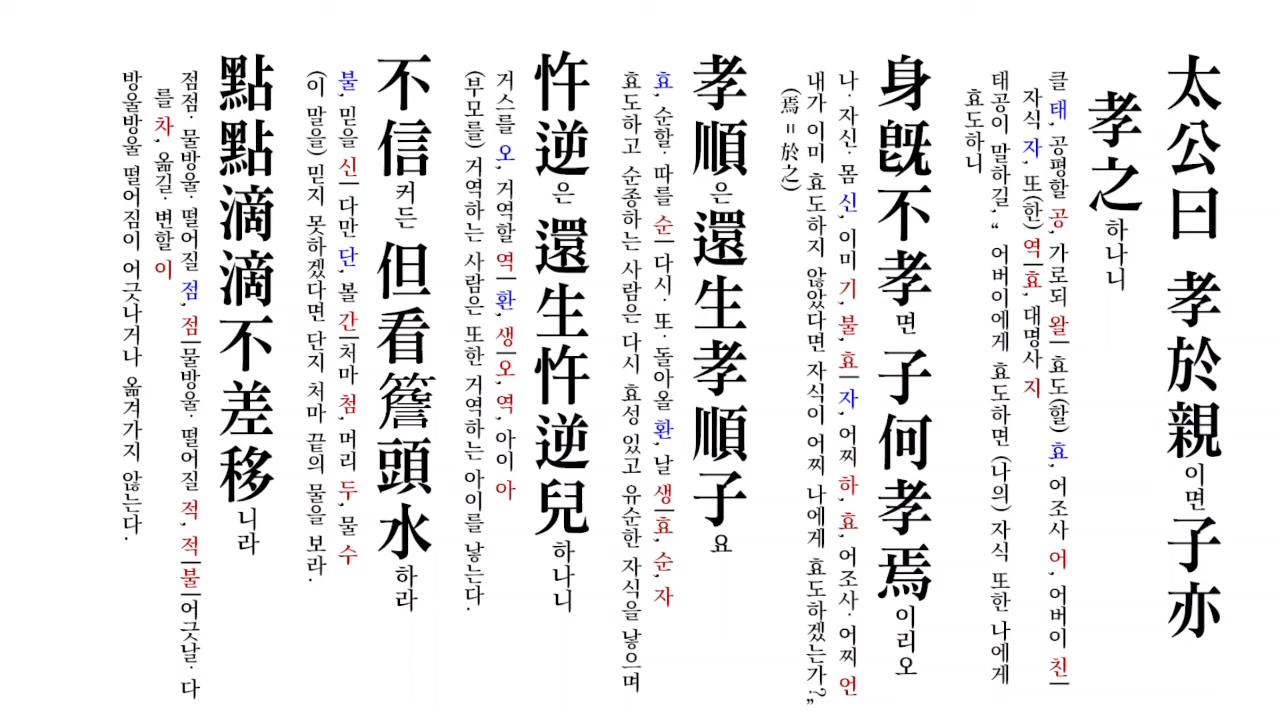 太公曰 孝於親이면 子亦
孝之하나니
클 태, 공평할 공, 가로되 왈| 효도(할) 효, 어조사 어, 어버이 친|
자식 자, 또(한) 역|효, 대명사 지
태공이 말하길, “ 어버이에게 효도하면 (나의) 자식 또한 나에게
효도하니
身旣不孝면 子何孝焉이리오
나· 자신· 몸 신, 이미 기, 불, 효| 자, 어찌 하, 효, 어조사· 어찌 언
내가 이미 효도하지 않았다면 자식이 어찌 나에게 효도하겠는가?”
(焉 = 於之)
孝順은 還生孝順子요
효, 순할· 따를 순| 다시· 또· 돌아올 환, 날 생|효, 순, 자
효도하고 순종하는 사람은 다시 효성 있고 유순한 자식을 낳으며
忤逆은 還生忤逆兒하나니
거스를 오, 거역할 역| 환, 생|오, 역, 아이 아
(부모를) 거역하는 사람은 또한 거역하는 아이를 낳는다.
不信커든 但看簷頭水하라
불, 믿을 신| 다만 단, 볼 간|처마 첨, 머리 두, 물 수
(이 말을) 믿지 못하겠다면 단지 처마 끝의 물을 보라.
點點滴滴不差移니라
점점· 물방울· 떨어질 점, 점|물방울· 떨어질 적, 적|불|어긋날· 다
를 차, 옮길· 변할 이
방울방울 떨어짐이 어긋나거나 옮겨가지 않는다.